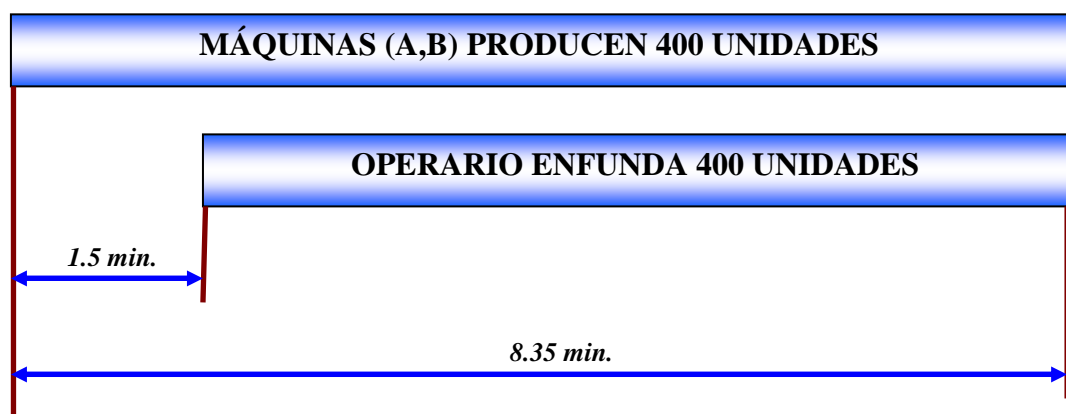 MÁQUINAS (A,B) PRODUCEN 400 UNIDADES
OPERARIO ENFUNDA 400 UNIDADES
1.5 min.
8.35 min.